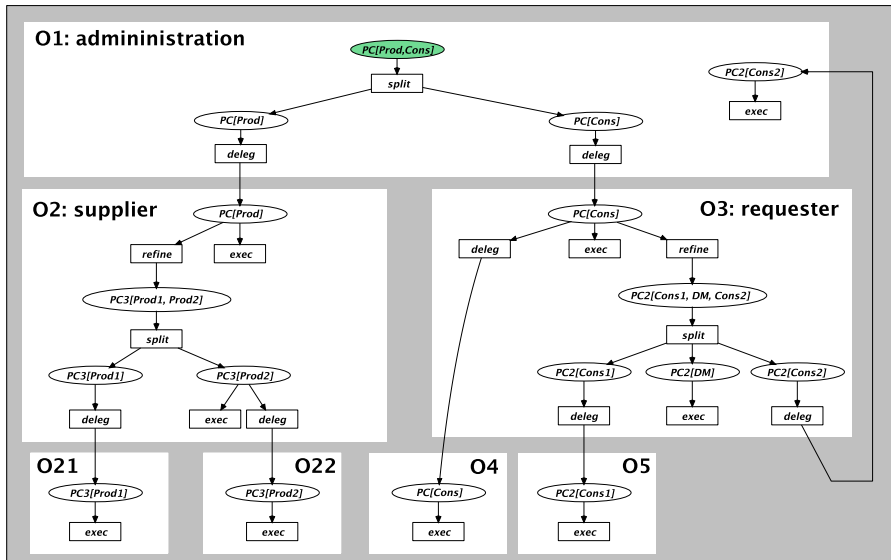 O1: admininistration
PC[Prod,Cons]
split
PC2[Cons2]
exec
PC[Prod]
PC[Cons]
deleg
deleg
O2: supplier
PC[Prod]
refine
exec
PC3[Prod1, Prod2]
split
PC3[Prod1]
PC3[Prod2]
deleg
exec
deleg
O3: requester
PC[Cons]
deleg
exec
refine
PC2[Cons1, DM, Cons2]
split
PC2[Cons1]
PC2[DM]
PC2[Cons2]
deleg
exec
deleg
O21
PC3[Prod1]
exec
O22
PC3[Prod2]
exec
O4
PC[Cons]
exec
O5
PC2[Cons1]
exec